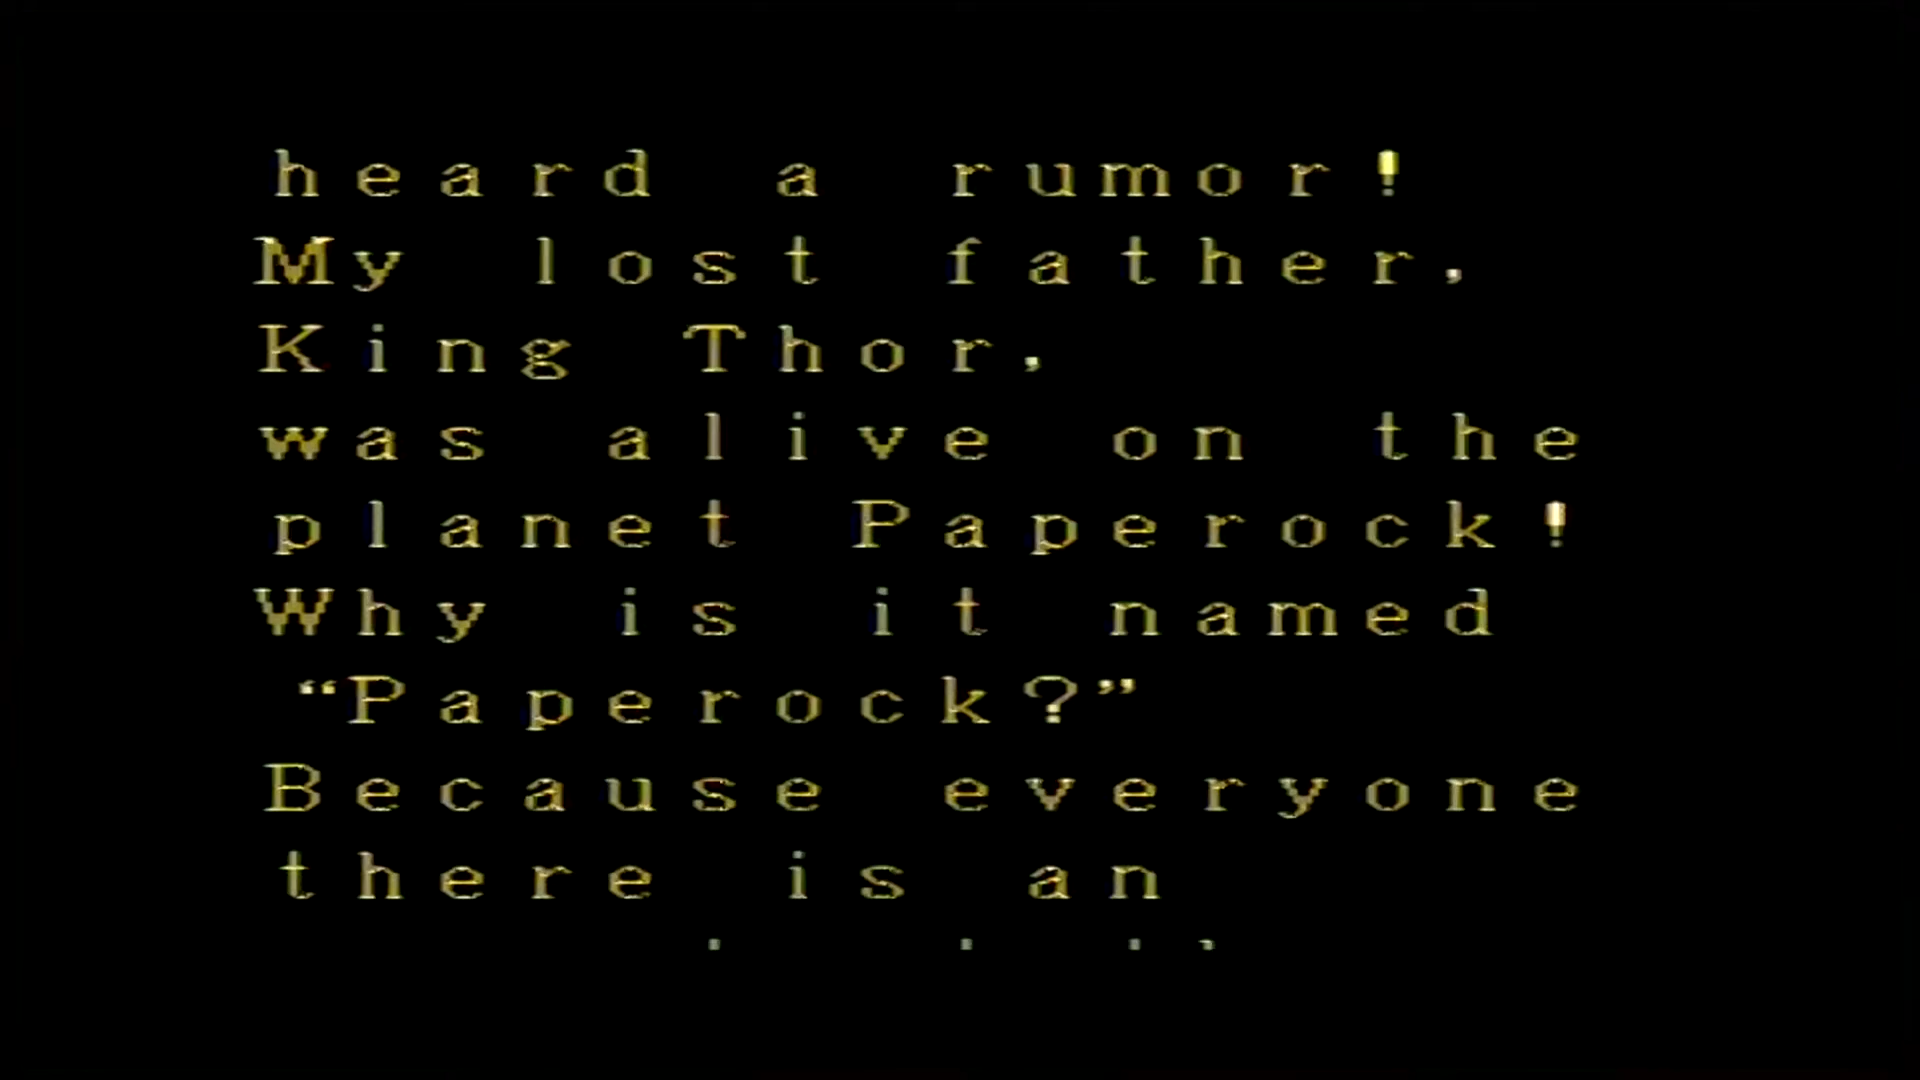 heard a rumor!
My lost father,
King Thor,
was alive on the
planet Paperock!
Why is it named
“Paperock?”
Because everyone
there is an